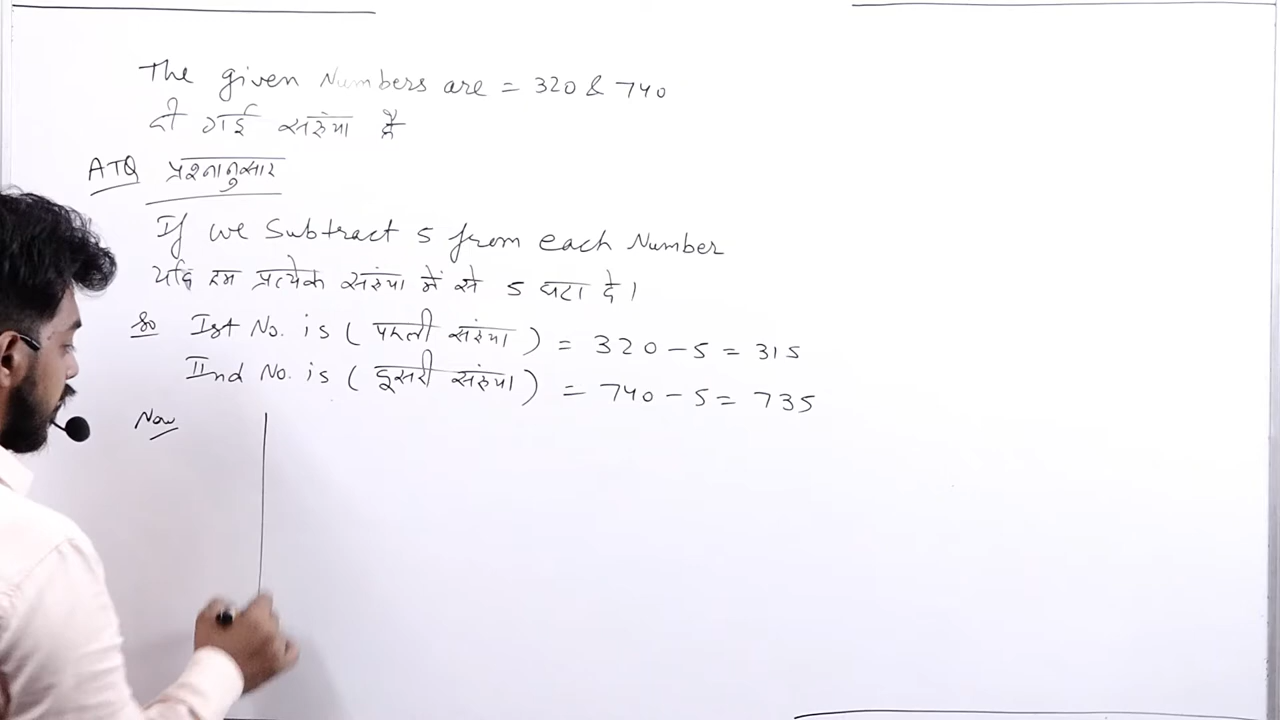 The given Numbers are = 320 & 740
दी गई संख्या है
ATQ प्रश्नानुसार
If we Subtract 5 from each Number
यदि हम प्रत्येक संख्या में से 5 घटा दे।
So Ist No. is (पहली संख्या) = 320 - 5 = 315
IInd No. is (दूसरी संख्या) = 740 - 5 = 735
Now